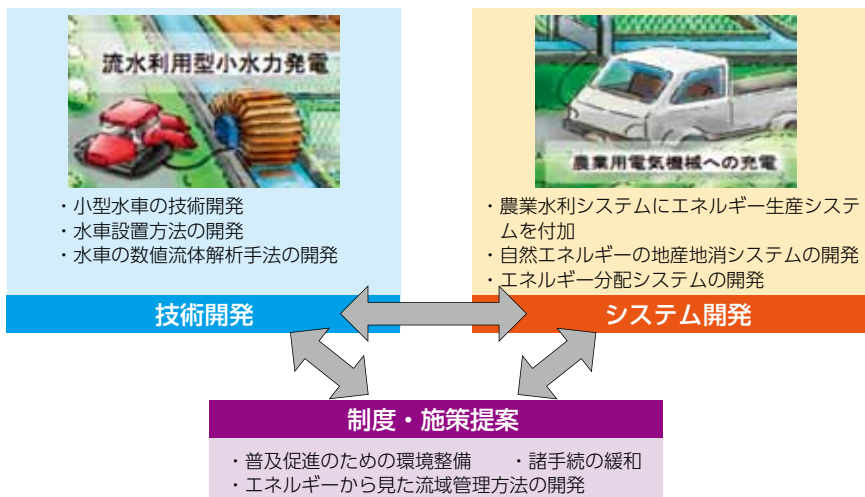 流水利用型小水力発電
・小型水車の技術開発
・水車設置方法の開発
・水車の数値流体解析手法の開発
技術開発
農業用電気機械への充電
・農業水利システムにエネルギー生産システ
ムを付加
・自然エネルギーの地産地消システムの開発
・エネルギー分配システムの開発
システム開発
制度・施策提案
・普及促進のための環境整備　・諸手続の緩和
・エネルギーから見た流域管理方法の開発